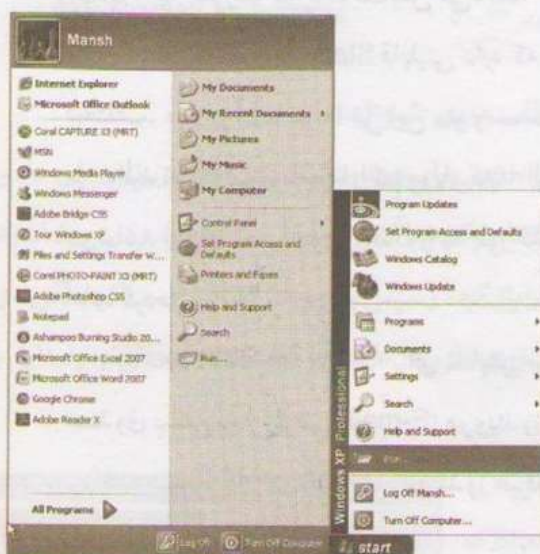 Mansh
Internet Explorer
Microsoft Office Outlook
Corel CAPTURE X3 (MRT)
MSN
Windows Media Player
Windows Messenger
Adobe Bridge CS5
Tour Windows XP
Files and Settings Transfer W...
Corel PHOTO-PAINT X3 (MRT)
Adobe Photoshop CS5
Notepad
Ashampoo Burning Studio 20...
Microsoft Office Excel 2007
Microsoft Office Word 2007
Google Chrome
Adobe Reader X
All Programs
My Documents
My Recent Documents
My Pictures
My Music
My Computer
Control Panel
Set Program Access and
Defaults
Printers and Faxes
Help and Support
Search
Run...
Log Off
Turn Off Computer
Program Updates
Set Program Access and Defaults
Windows Catalog
Windows Update
Programs
Documents
Settings
Search
Help and Support
Run...
Log Off Mansh...
Turn Off Computer...
Windows XP Professional
start